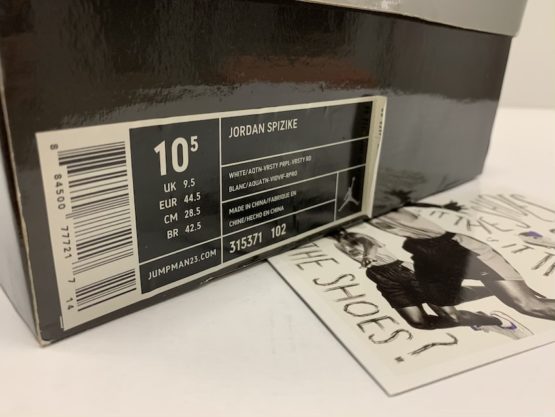 8 84500 77721 7 14
10⁵
UK 9.5
EUR 44.5
CM 28.5
BR 42.5
JUMPMAN23.COM
JORDAN SPIZIKE
WHITE/AQTN-VRSTY PRPL-VRSTY RD
BLANC/AQUATN-VIOVIF-RPRO
MADE IN CHINA/FABRIQUE EN
CHINE/HECHO EN CHINA
315371 102
THE SHOES?